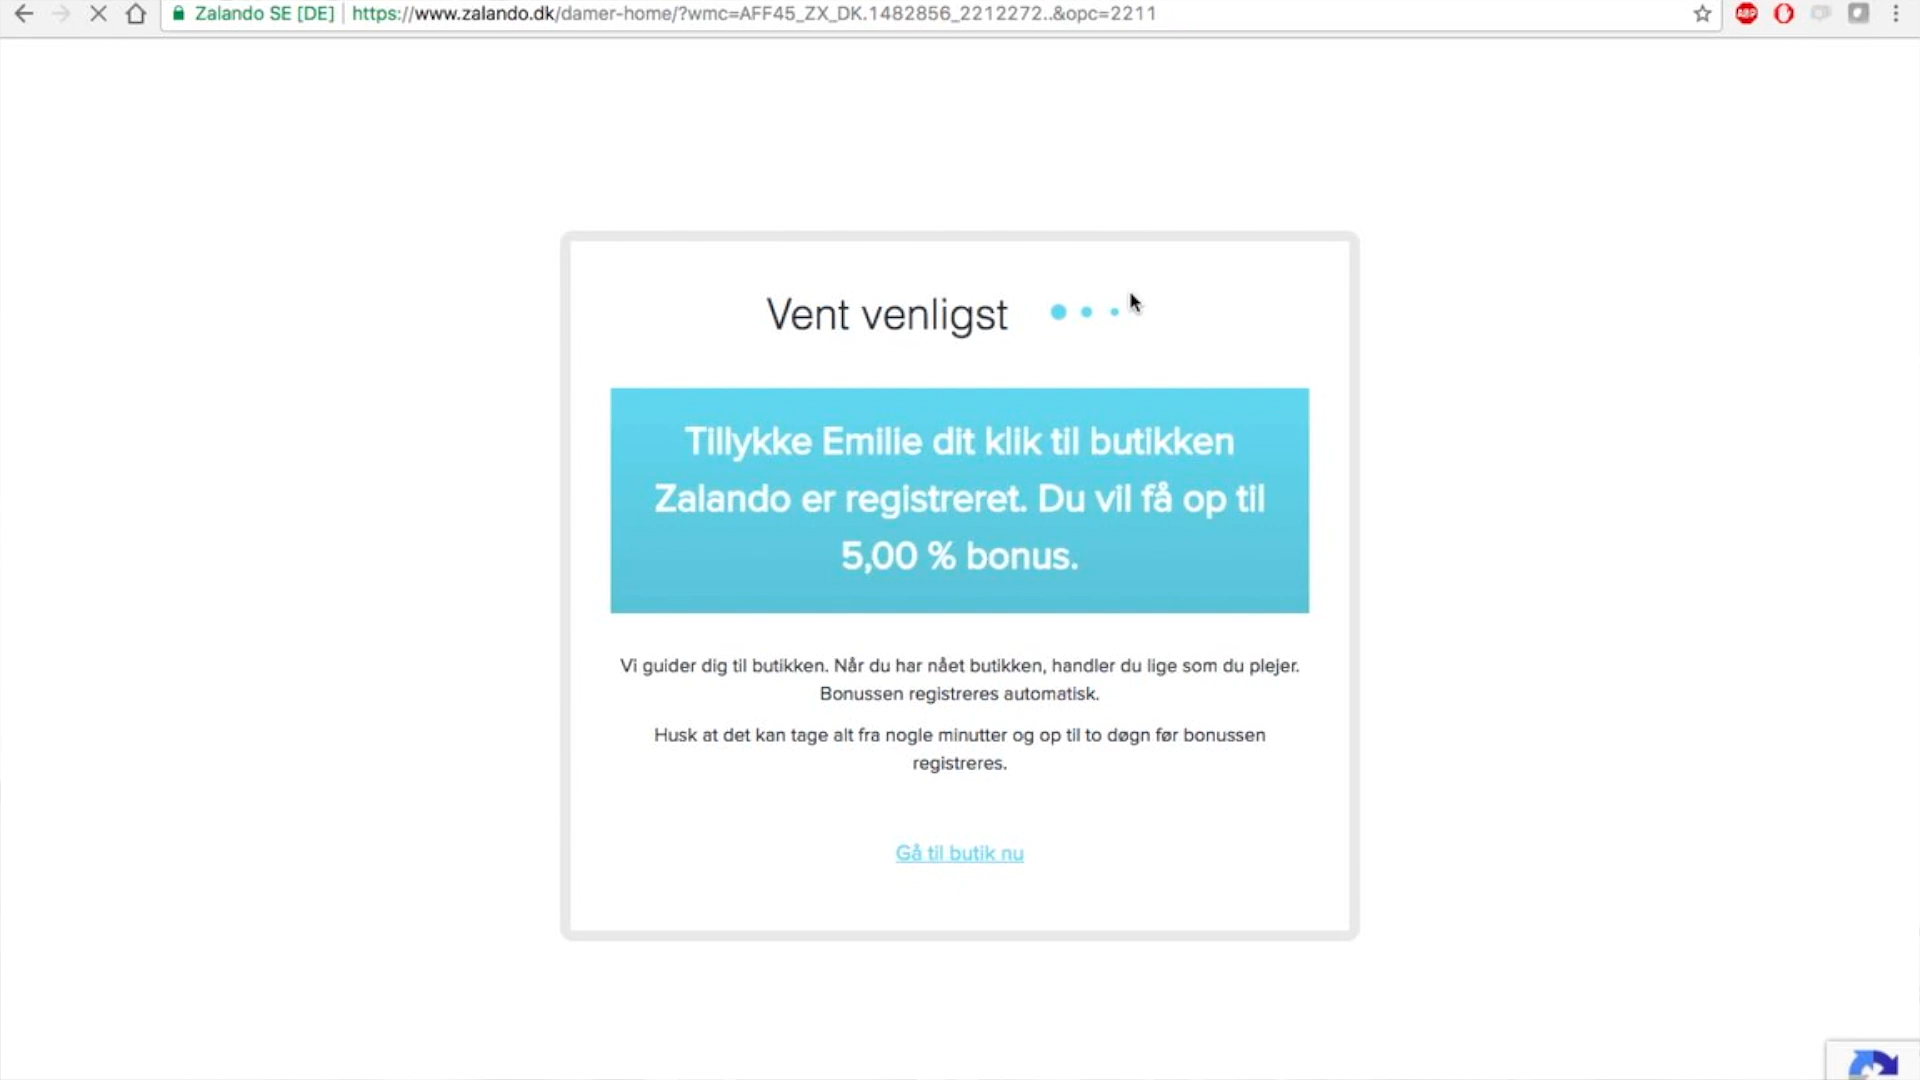 Zalando SE [DE] | https://www.zalando.dk/damer-home/?wmc=AFF45_ZX_DK.1482856_2212272..&opc=2211
ABP
Vent venligst
Tillykke Emilie dit klik til butikken
Zalando er registreret. Du vil få op til
5,00 % bonus.
Vi guider dig til butikken. Når du har nået butikken, handler du lige som du plejer.
Bonussen registreres automatisk.
Husk at det kan tage alt fra nogle minutter og op til to døgn før bonussen
registreres.
Gå til butik nu